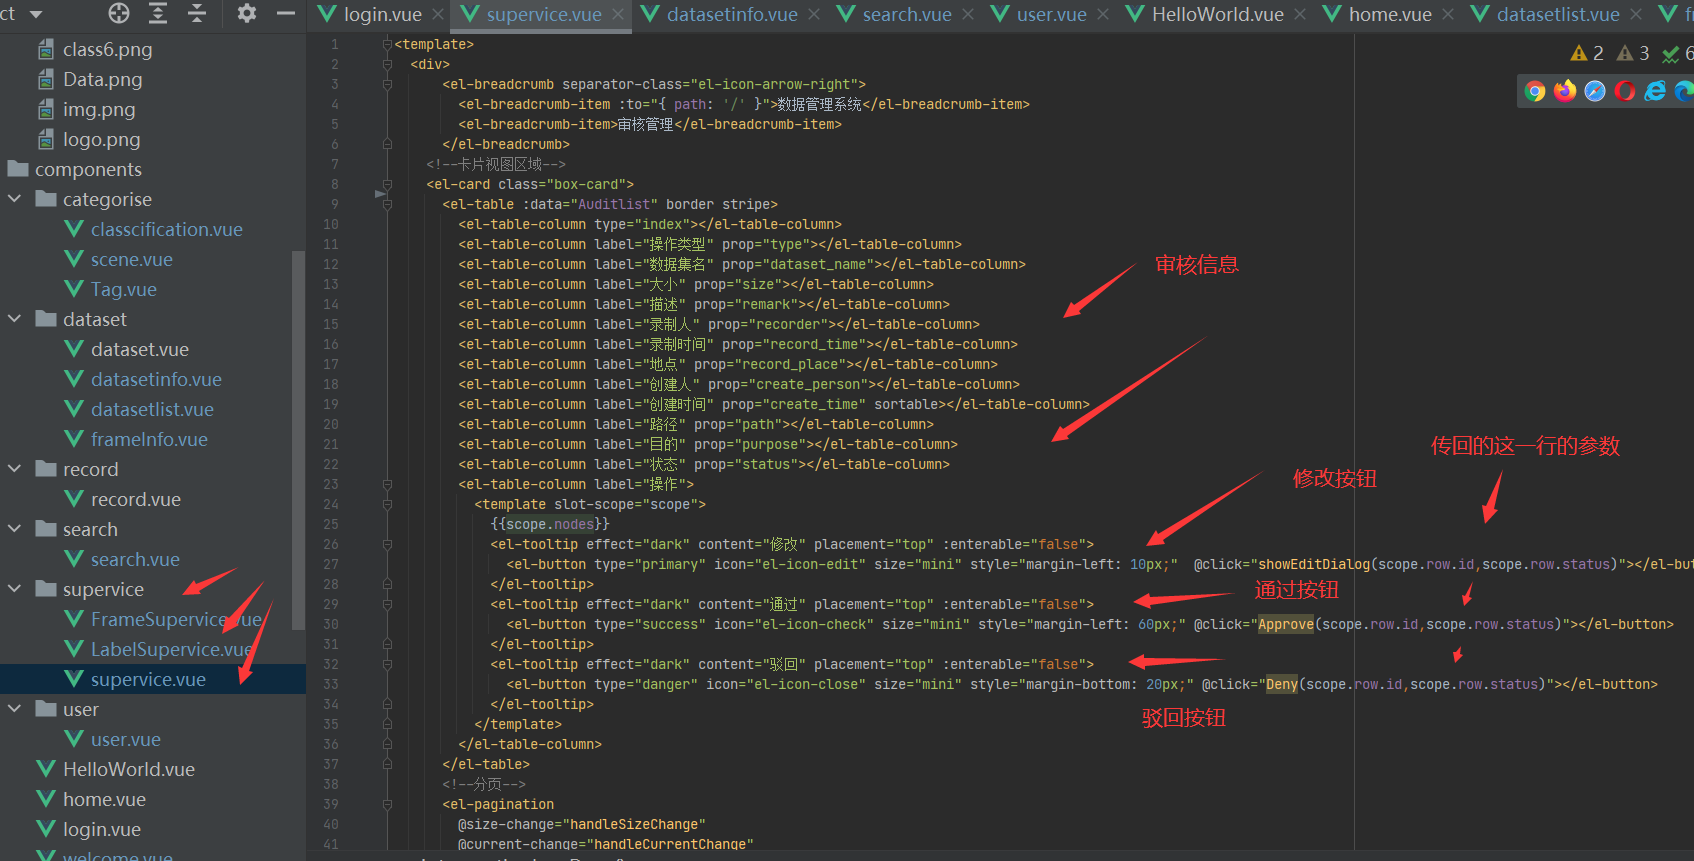 ct
login.vue
supervice.vue
datasetinfo.vue
search.vue
user.vue
HelloWorld.vue
home.vue
datasetlist.vue
class6.png
Data.png
img.png
logo.png
components
categorise
classcification.vue
scene.vue
Tag.vue
dataset
dataset.vue
datasetinfo.vue
datasetlist.vue
frameInfo.vue
record
record.vue
search
search.vue
supervice
FrameSupervice.vue
LabelSupervice.vue
supervice.vue
user
user.vue
HelloWorld.vue
home.vue
login.vue
welcome.vue
2 3 6
1 <template>
2 <div>
3 <el-breadcrumb separator-class="el-icon-arrow-right">
4 <el-breadcrumb-item :to="{ path: '/' }">数据管理系统</el-breadcrumb-item>
5 <el-breadcrumb-item>审核管理</el-breadcrumb-item>
6 </el-breadcrumb>
7 <!--卡片视图区域-->
8 <el-card class="box-card">
9 <el-table :data="Auditlist" border stripe>
10 <el-table-column type="index"></el-table-column>
11 <el-table-column label="操作类型" prop="type"></el-table-column>
12 <el-table-column label="数据集名" prop="dataset_name"></el-table-column>
审核信息
13 <el-table-column label="大小" prop="size"></el-table-column>
14 <el-table-column label="描述" prop="remark"></el-table-column>
15 <el-table-column label="录制人" prop="recorder"></el-table-column>
16 <el-table-column label="录制时间" prop="record_time"></el-table-column>
17 <el-table-column label="地点" prop="record_place"></el-table-column>
18 <el-table-column label="创建人" prop="create_person"></el-table-column>
19 <el-table-column label="创建时间" prop="create_time" sortable></el-table-column>
20 <el-table-column label="路径" prop="path"></el-table-column>
21 <el-table-column label="目的" prop="purpose"></el-table-column>
传回的这一行的参数
22 <el-table-column label="状态" prop="status"></el-table-column>
修改按钮
23 <el-table-column label="操作">
24 <template slot-scope="scope">
25 {{scope.nodes}}
26 <el-tooltip effect="dark" content="修改" placement="top" :enterable="false">
27 <el-button type="primary" icon="el-icon-edit" size="mini" style="margin-left: 10px;" @click="showEditDialog(scope.row.id,scope.row.status)"></el-but
28 </el-tooltip>
通过按钮
29 <el-tooltip effect="dark" content="通过" placement="top" :enterable="false">
30 <el-button type="success" icon="el-icon-check" size="mini" style="margin-left: 60px;" @click="Approve(scope.row.id,scope.row.status)"></el-button>
31 </el-tooltip>
32 <el-tooltip effect="dark" content="驳回" placement="top" :enterable="false">
33 <el-button type="danger" icon="el-icon-close" size="mini" style="margin-bottom: 20px;" @click="Deny(scope.row.id,scope.row.status)"></el-button>
34 </el-tooltip>
驳回按钮
35 </template>
36 </el-table-column>
37 </el-table>
38 <!--分页-->
39 <el-pagination
40 @size-change="handleSizeChange"
41 @current-change="handleCurrentChange"